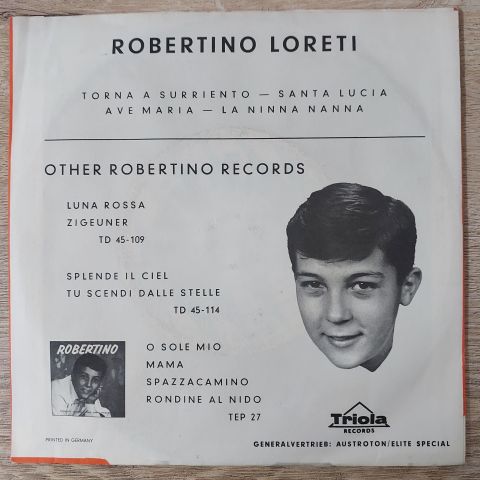 ROBERTINO LORETI
TORNA A SURRIENTO — SANTA LUCIA
AVE MARIA — LA NINNA NANNA
OTHER ROBERTINO RECORDS
LUNA ROSSA
ZIGEUNER
TD 45-109
SPLENDE IL CIEL
TU SCENDI DALLE STELLE
TD 45-114
ROBERTINO
O SOLE MIO
MAMA
SPAZZACAMINO
RONDINE AL NIDO
TEP 27
Triola
RECORDS
PRINTED IN GERMANY
GENERALVERTRIEB: AUSTROTON/ELITE SPECIAL